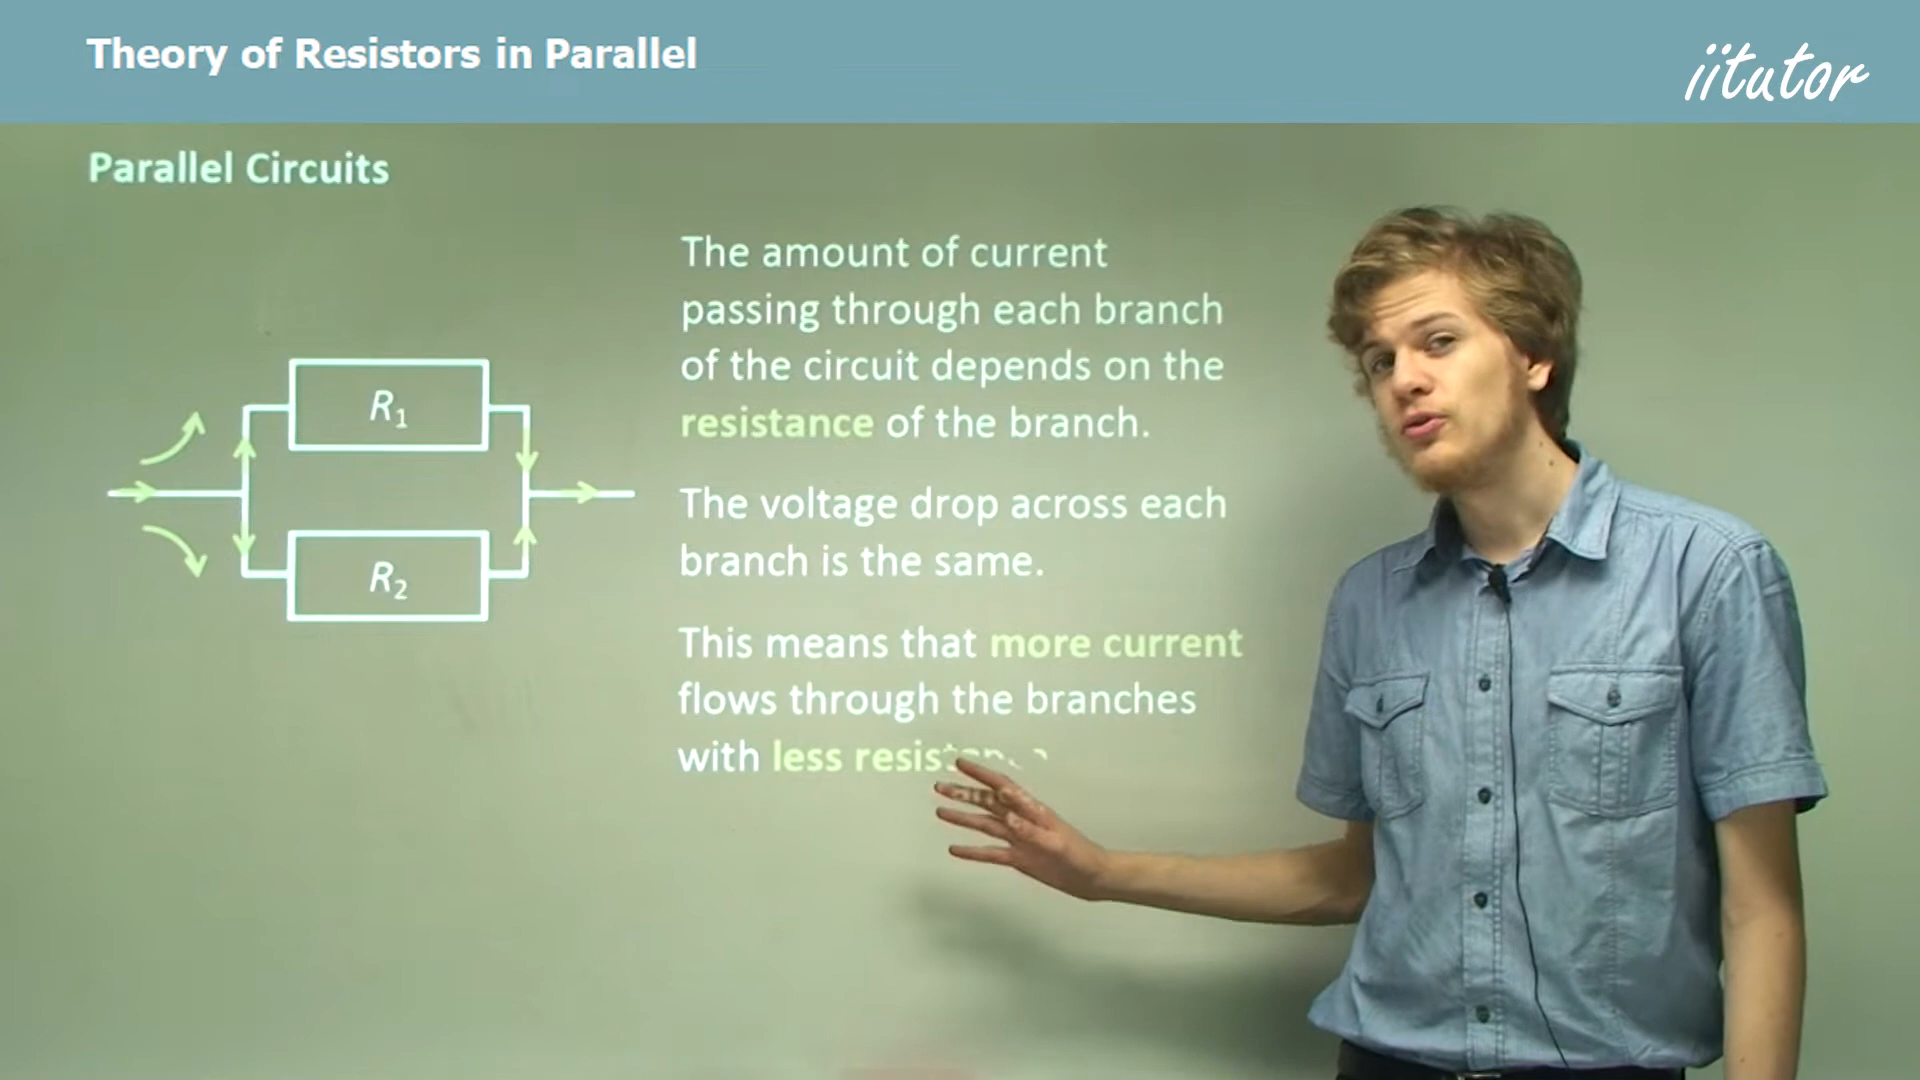 Theory of Resistors in Parallel
iitutor
Parallel Circuits
The amount of current
passing through each branch
of the circuit depends on the
resistance of the branch.
The voltage drop across each
branch is the same.
This means that more current
flows through the branches
with less
R₁
R₂